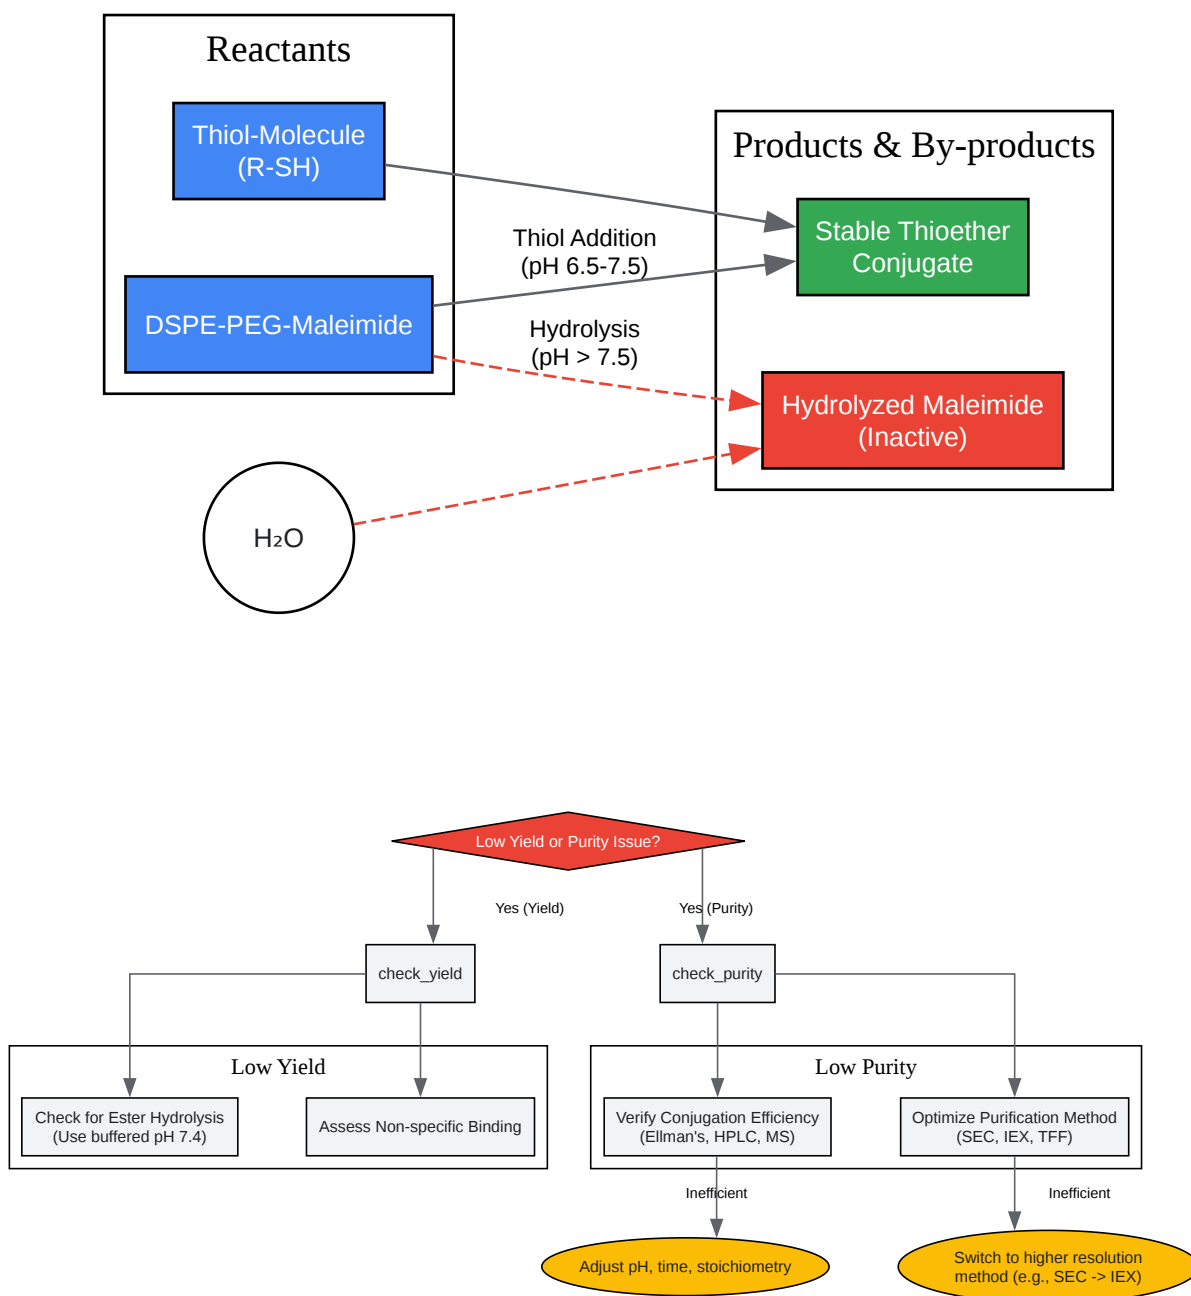 Reactants
Thiol-Molecule
(R-SH)
DSPE-PEG-Maleimide
Thiol Addition
(pH 6.5-7.5)
Hydrolysis
(pH > 7.5)
Products & By-products
Stable Thioether
Conjugate
Hydrolyzed Maleimide
(Inactive)
H₂O
Low Yield or Purity Issue?
Yes (Yield)
Yes (Purity)
check_yield
check_purity
Low Yield
Check for Ester Hydrolysis
(Use buffered pH 7.4)
Assess Non-specific Binding
Low Purity
Verify Conjugation Efficiency
(Ellman's, HPLC, MS)
Optimize Purification Method
(SEC, IEX, TFF)
Inefficient
Inefficient
Adjust pH, time, stoichiometry
Switch to higher resolution
method (e.g., SEC -> IEX)